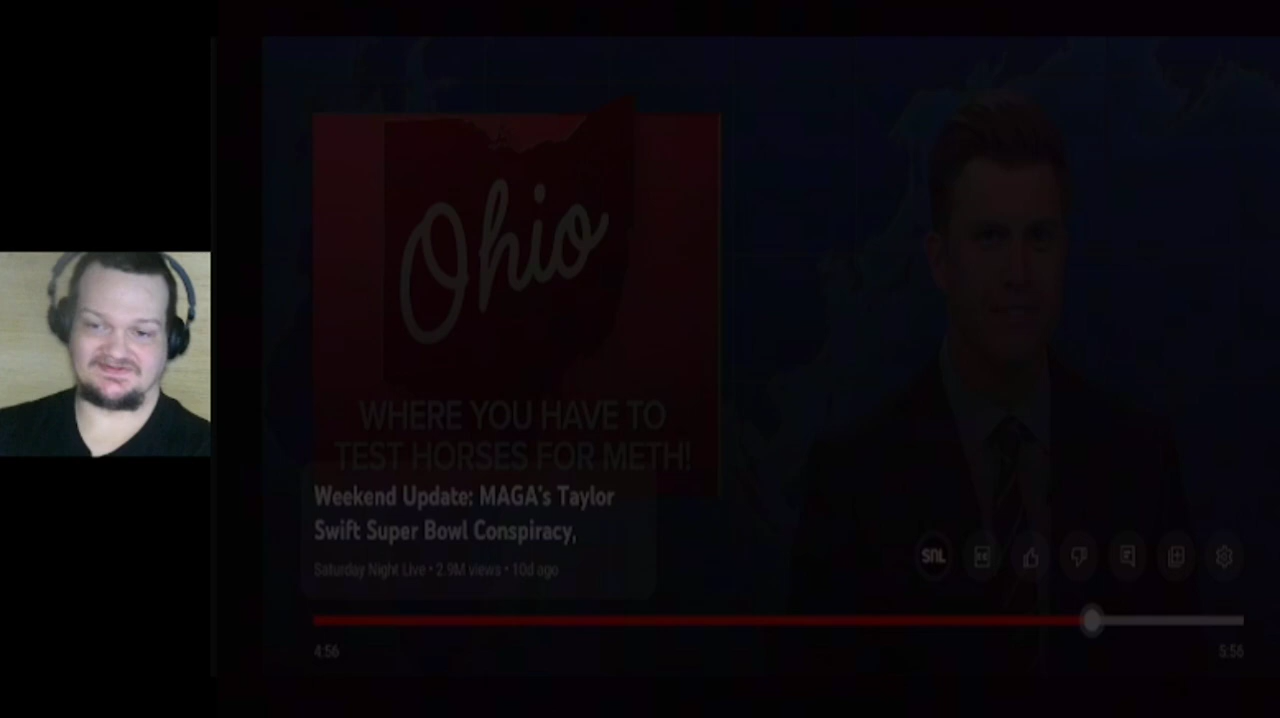 Ohio
WHERE YOU HAVE TO
TEST HORSES FOR METH!
Weekend Update: MAGA's Taylor
Swift Super Bowl Conspiracy,
Saturday Night Live • 2.9M views • 10d ago
SNL
CC
4:56
5:56